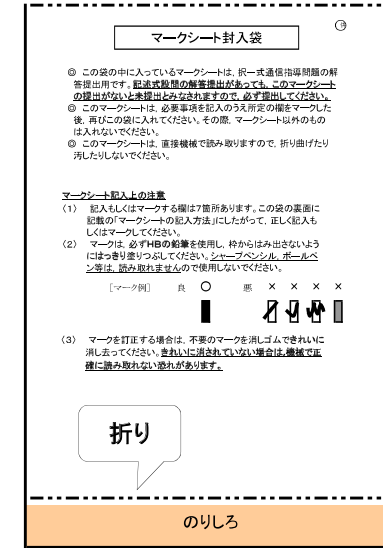 マークシート封入袋
◎ この袋の中に入っているマークシートは, 択一式通信指導問題の解
答提出用です。記述式設問の解答提出があっても、このマークシート
の提出がないと未提出とみなされますので、必ず提出してください。
◎ このマークシートは, 必要事項を記入のうえ所定の欄をマークした
後, 再びこの袋に入れてください。その際, マークシート以外のもの
は入れないでください。
◎ このマークシートは, 直接機械で読み取りますので, 折り曲げたり
汚したりしないでください。
マークシート記入上の注意
(1) 記入もしくはマークする欄は7箇所あります。この袋の裏面に
記載の「マークシートの記入方法」にしたがって, 正しく記入も
しくはマークしてください。
(2) マークは, 必ずHBの鉛筆を使用し, 枠からはみ出さないよう
にはっきり塗りつぶしてください。シャープペンシル, ボールペ
ン等は, 読み取れませんので使用しないでください。
[マーク例] 良 ○ 悪 × × × ×
(3) マークを訂正する場合は, 不要のマークを消しゴムできれいに
消し去ってください。きれいに消されていない場合は、機械で正
確に読み取れない恐れがあります。
折り
のりしろ